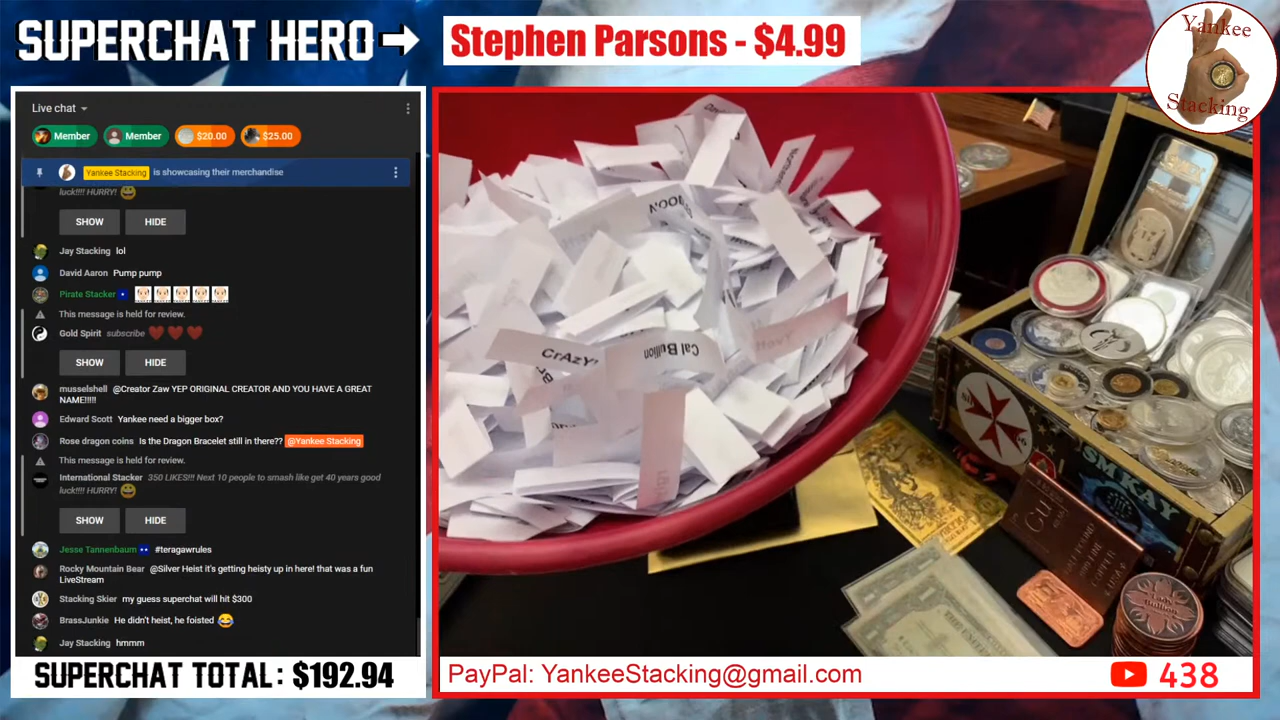 SUPERCHAT HERO
Stephen Parsons - $4.99
Yankee
Stacking
Live chat
Member
Member
$20.00
$25.00
Yankee Stacking is showcasing their merchandise
luck!!!! HURRY!
SHOW
HIDE
Jay Stacking lol
David Aaron Pump pump
Pirate Stacker
This message is held for review.
Gold Spirit subscribe
SHOW
HIDE
musselshell @Creator Zaw YEP ORIGINAL CREATOR AND YOU HAVE A GREAT
NAME!!!!!
Edward Scott Yankee need a bigger box?
Rose dragon coins Is the Dragon Bracelet still in there?? @Yankee Stacking
This message is held for review.
International Stacker 350 LIKES!!! Next 10 people to smash like get 40 years good
luck!!!! HURRY!
SHOW
HIDE
Jesse Tannenbaum #teragawrules
Rocky Mountain Bear @Silver Heist it's getting heisty up in here! that was a fun
LiveStream
Stacking Skier my guess superchat will hit $300
BrassJunkie He didn't heist, he foisted
Jay Stacking hmmm
SUPERCHAT TOTAL: $192.94
CrAzY
Cal Bullion
SMKAY
Cu
PayPal: YankeeStacking@gmail.com
438